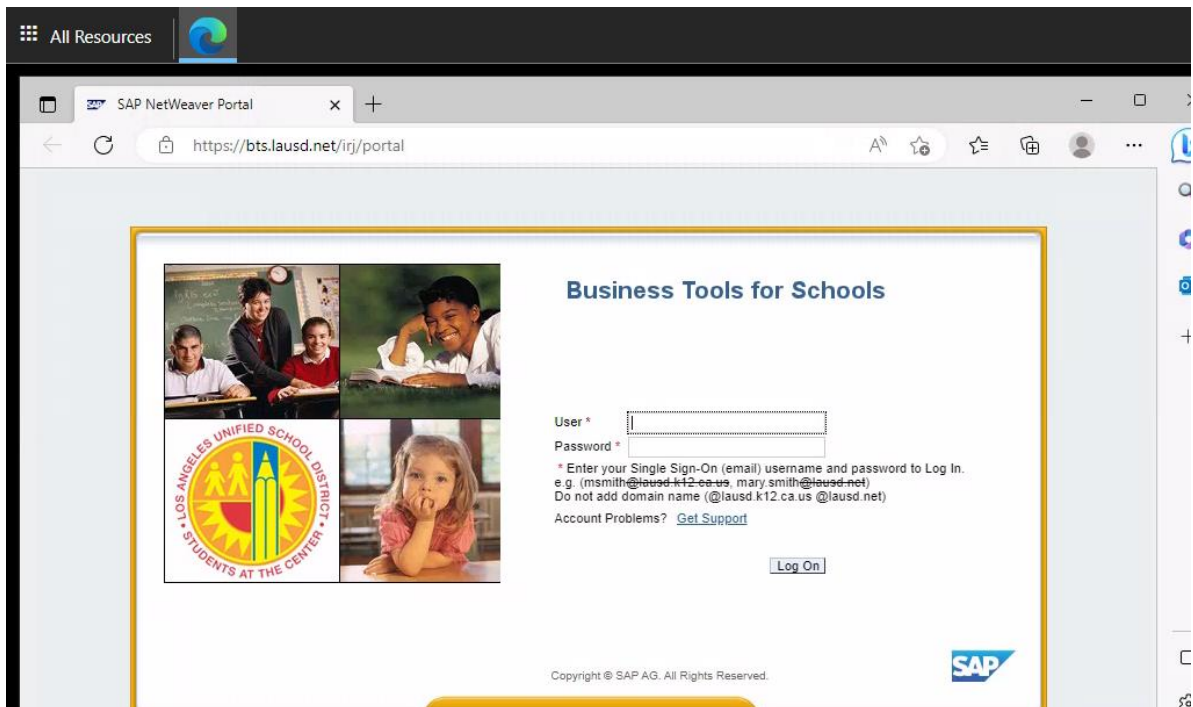 All Resources
SAP NetWeaver Portal
https://bts.lausd.net/irj/portal
Business Tools for Schools
LOS ANGELES UNIFIED SCHOOL DISTRICT
STUDENTS AT THE CENTER
User *
Password *
* Enter your Single Sign-On (email) username and password to Log In.
e.g. (msmith@lausd.k12.ca.us, mary.smith@lausd.net)
Do not add domain name (@lausd.k12.ca.us @lausd.net)
Account Problems? Get Support
Log On
SAP
Copyright © SAP AG. All Rights Reserved.